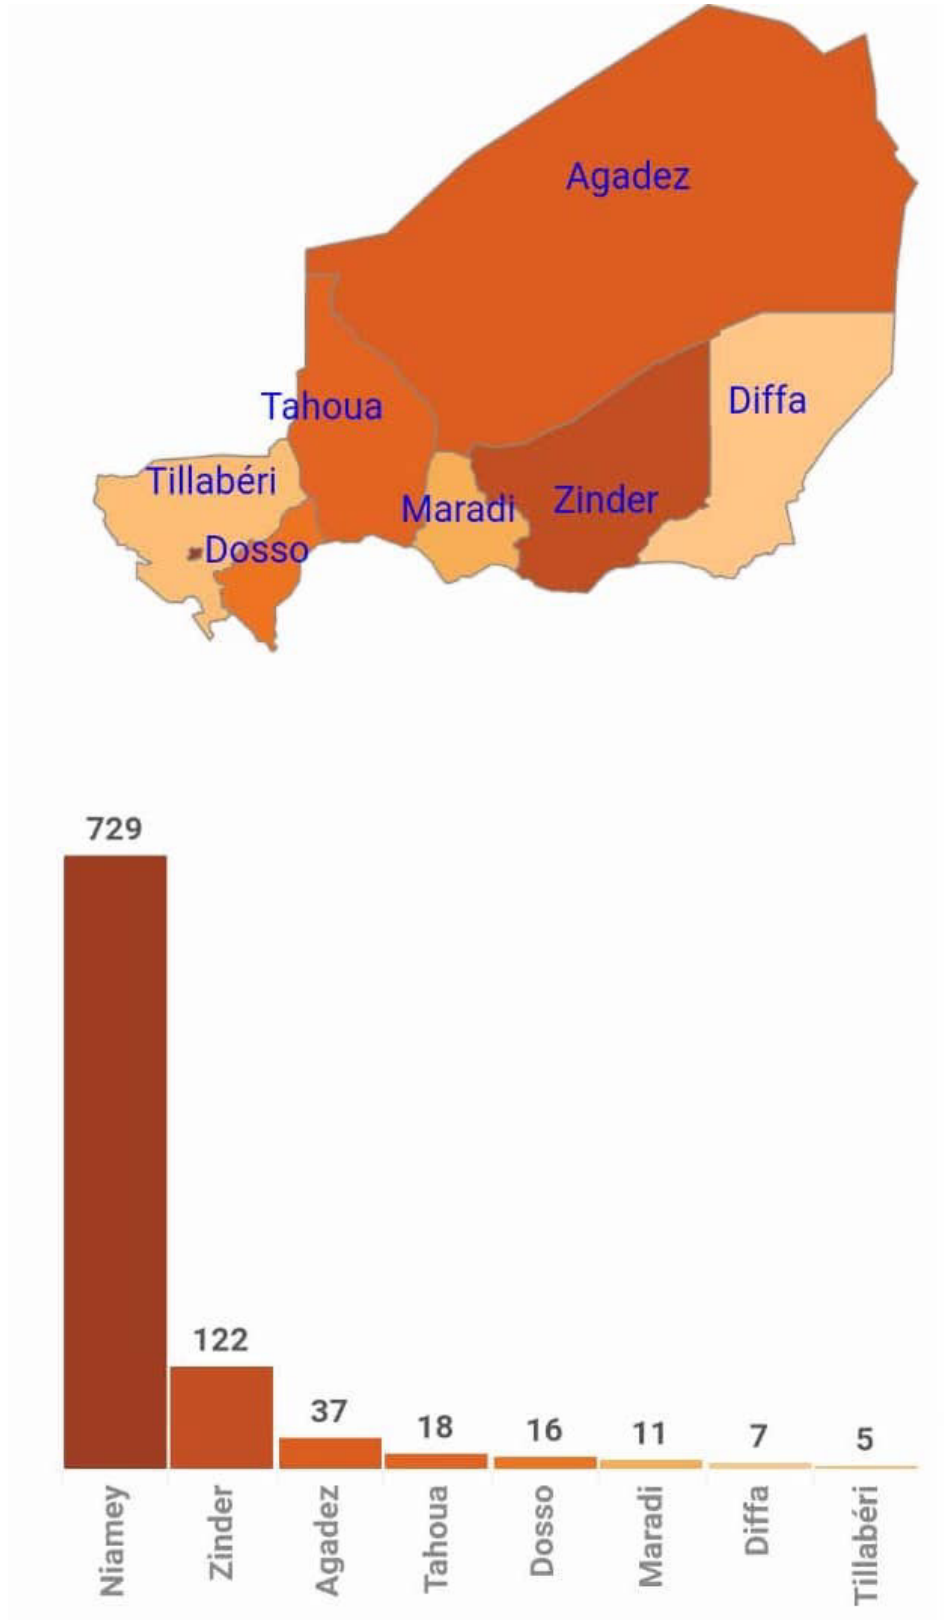 Agadez
Tahoua
Diffa
Tillabéri
Maradi
Zinder
Dosso
729
122
37
18
16
11
7
5
Niamey
Zinder
Agadez
Tahoua
Dosso
Maradi
Diffa
Tillabéri